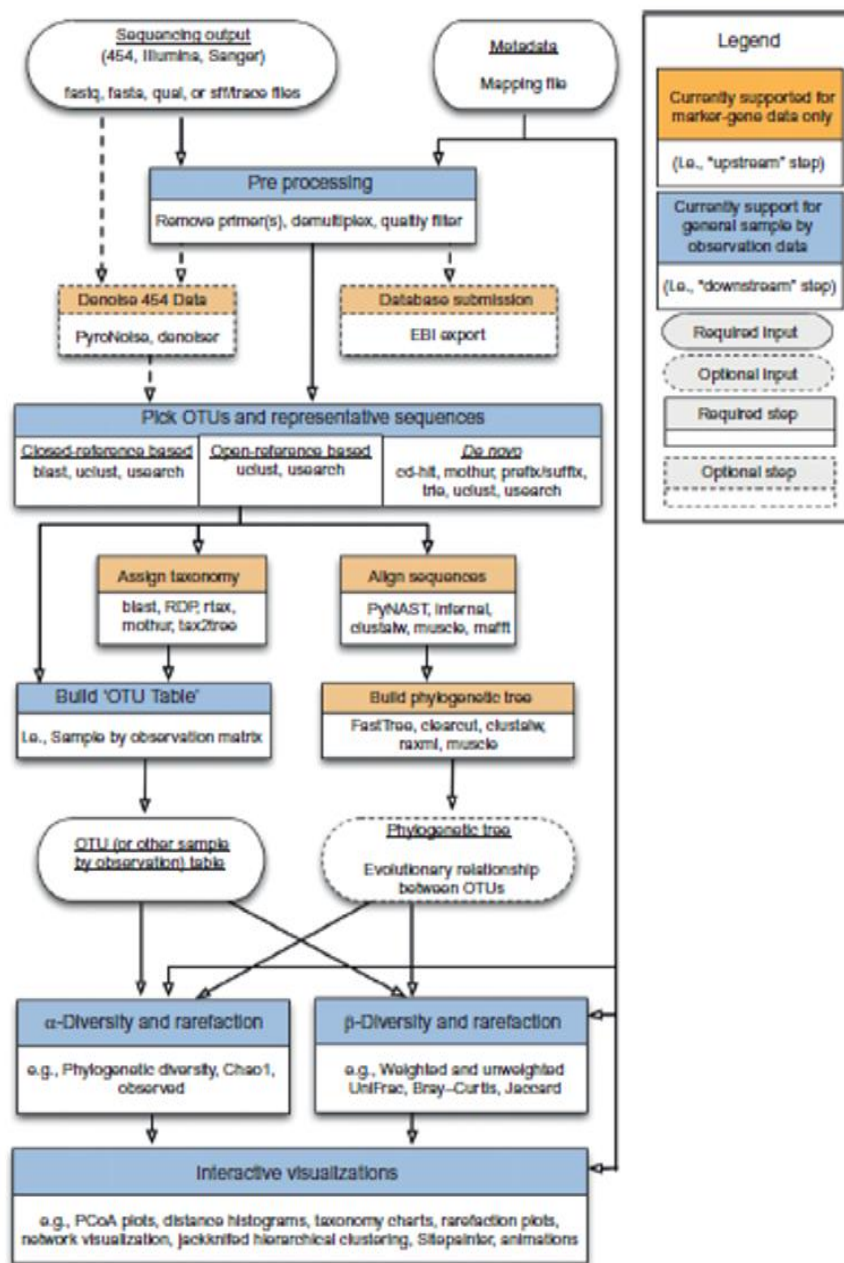 Sequencing output
(454, Illumina, Sanger)
fastq, fasta, qual, or sff/trace files
Metadata
Mapping file
Legend
Currently supported for
marker-gene data only
(i.e., "upstream" step)
Currently support for
general sample by
observation data
(i.e., "downstream" step)
Required input
Optional input
Required step
Optional step
Pre processing
Remove primer(s), demultiplex, quality filter
Denoise 454 Data
PyroNoise, denoiser
Database submission
EBI export
Pick OTUs and representative sequences
Closed-reference based
blast, uclust, usearch
Open-reference based
uclust, usearch
De novo
cd-hit, mothur, prefix/suffix,
trie, uclust, usearch
Assign taxonomy
blast, RDP, rtax,
mothur, tax2tree
Align sequences
PyNAST, infernal,
clustalw, muscle, mafft
Build 'OTU Table'
i.e., Sample by observation matrix
Build phylogenetic tree
FastTree, clearcut, clustalw,
raxml, muscle
OTU (or other sample
by observation) table
Phylogenetic tree
Evolutionary relationship
between OTUs
α-Diversity and rarefaction
e.g., Phylogenetic diversity, Chao1,
observed
β-Diversity and rarefaction
e.g., Weighted and unweighted
UniFrac, Bray–Curtis, Jaccard
Interactive visualizations
e.g., PCoA plots, distance histograms, taxonomy charts, rarefaction plots,
network visualization, jackknifed hierarchical clustering, Sitepainter, animations